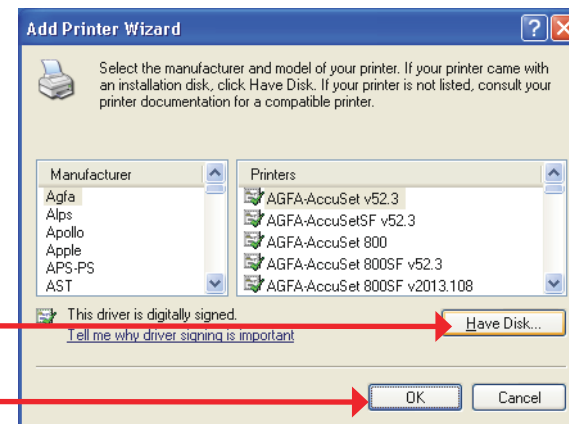 Add Printer Wizard
Select the manufacturer and model of your printer. If your printer came with
an installation disk, click Have Disk. If your printer is not listed, consult your
printer documentation for a compatible printer.
Manufacturer
Agfa
Alps
Apollo
Apple
APS-PS
AST
Printers
AGFA-AccuSet v52.3
AGFA-AccuSetSF v52.3
AGFA-AccuSet 800
AGFA-AccuSet 800SF v52.3
AGFA-AccuSet 800SF v2013.108
This driver is digitally signed.
Tell me why driver signing is important
Have Disk...
OK
Cancel